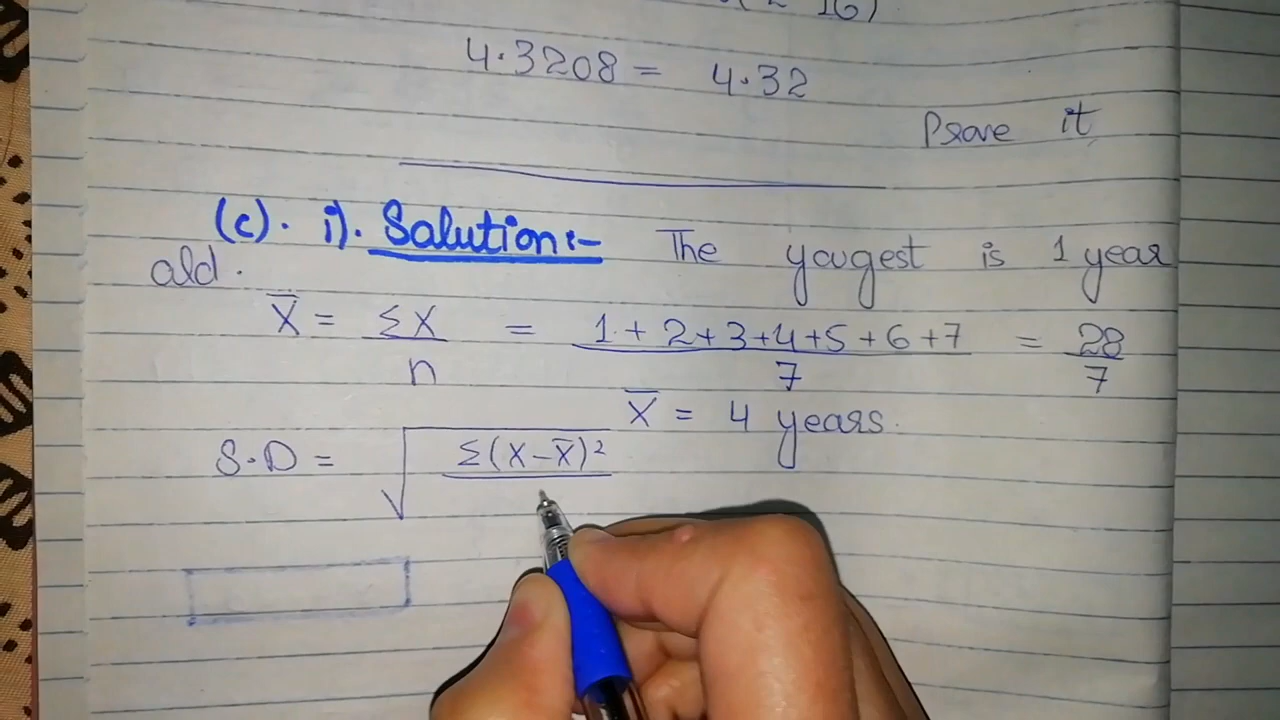 16)
4.3208 = 4.32
Prove it
(c). i). Salution:- The yougest is 1 year
old.
X̄ = ΣX / n = 1 + 2+3+4+5+6+7 / 7 = 28 / 7
X̄ = 4 years.
S.D = √ Σ(X-X̄)²